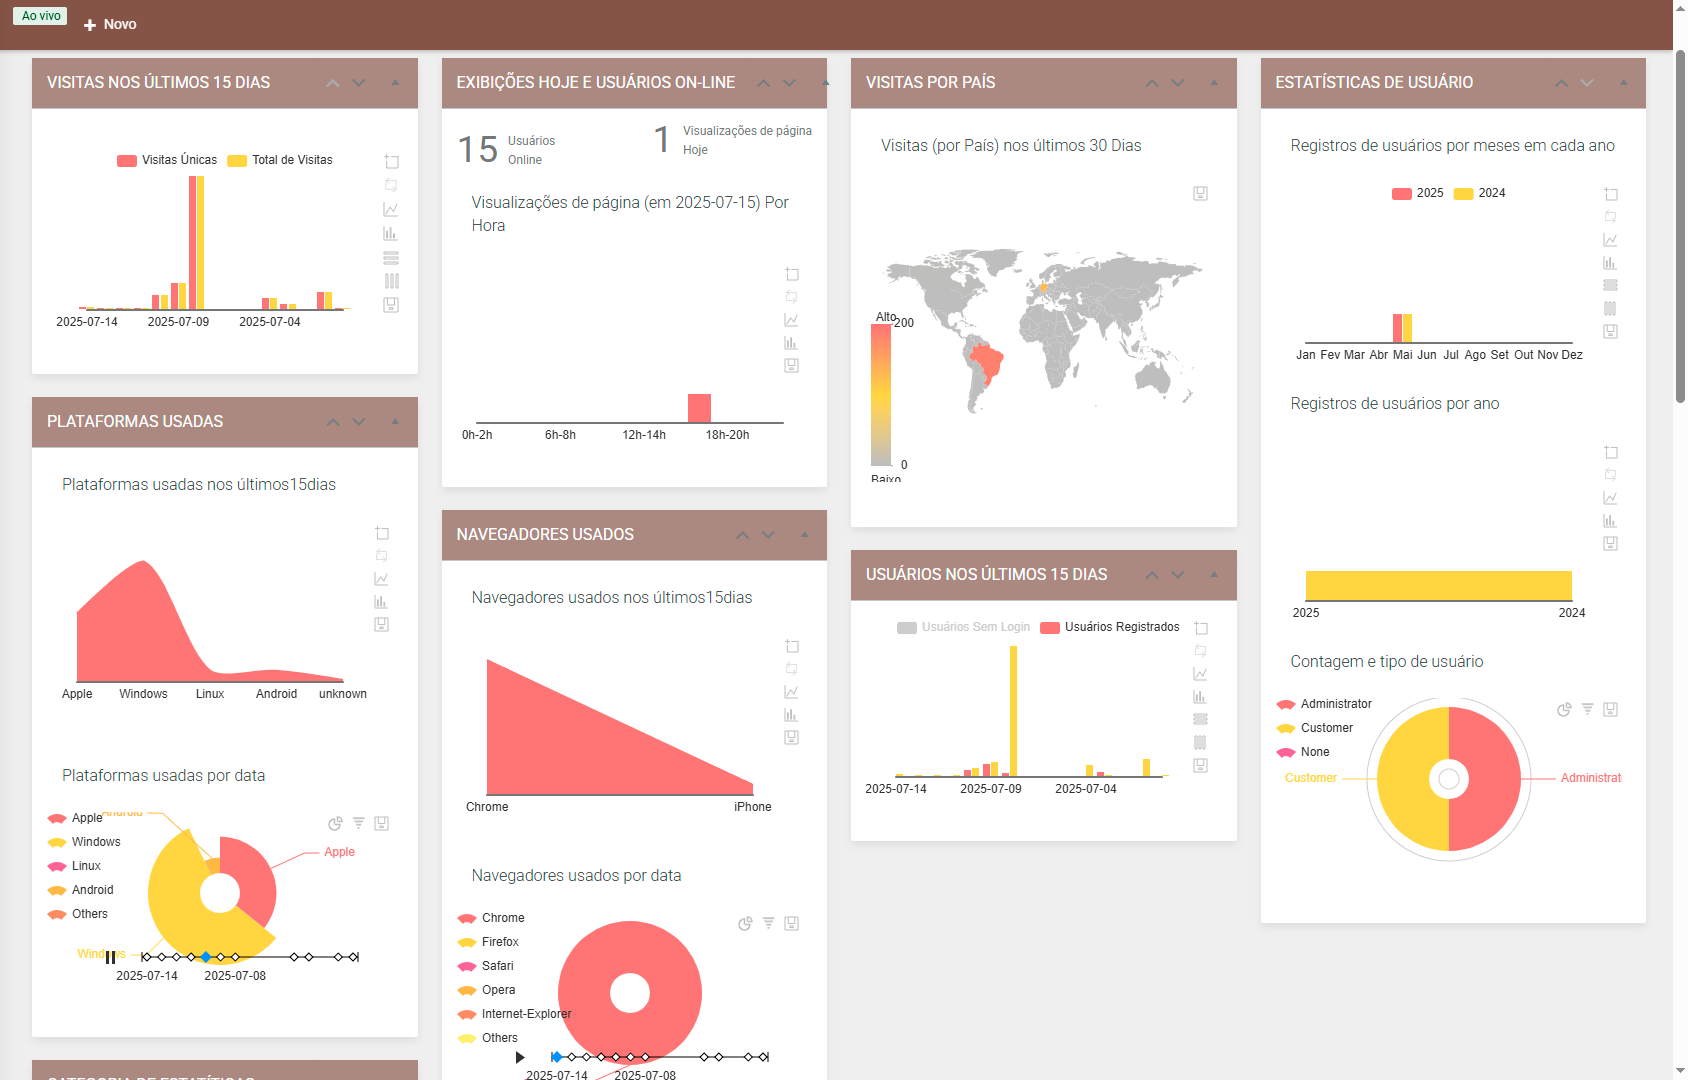 Ao vivo
Novo
VISITAS NOS ÚLTIMOS 15 DIAS
Visitas Únicas
Total de Visitas
2025-07-14
2025-07-09
2025-07-04
PLATAFORMAS USADAS
Plataformas usadas nos últimos15dias
Apple
Windows
Linux
Android
unknown
Plataformas usadas por data
Apple
Windows
Linux
Android
Others
Android
Apple
Windows
2025-07-14
2025-07-08
CATEGORIA DE ESTATÍTICAS
EXIBIÇÕES HOJE E USUÁRIOS ON-LINE
15
Usuários
Online
1
Visualizações de página
Hoje
Visualizações de página (em 2025-07-15) Por
Hora
0h-2h
6h-8h
12h-14h
18h-20h
NAVEGADORES USADOS
Navegadores usados nos últimos15dias
Chrome
iPhone
Navegadores usados por data
Chrome
Firefox
Safari
Opera
Internet-Explorer
Others
2025-07-14
2025-07-08
VISITAS POR PAÍS
Visitas (por País) nos últimos 30 Dias
Alto
200
0
Baixo
USUÁRIOS NOS ÚLTIMOS 15 DIAS
Usuários Sem Login
Usuários Registrados
2025-07-14
2025-07-09
2025-07-04
ESTATÍSTICAS DE USUÁRIO
Registros de usuários por meses em cada ano
2025
2024
Jan Fev Mar Abr Mai Jun Jul Ago Set Out Nov Dez
Registros de usuários por ano
2025
2024
Contagem e tipo de usuário
Administrator
Customer
None
Customer
Administrat